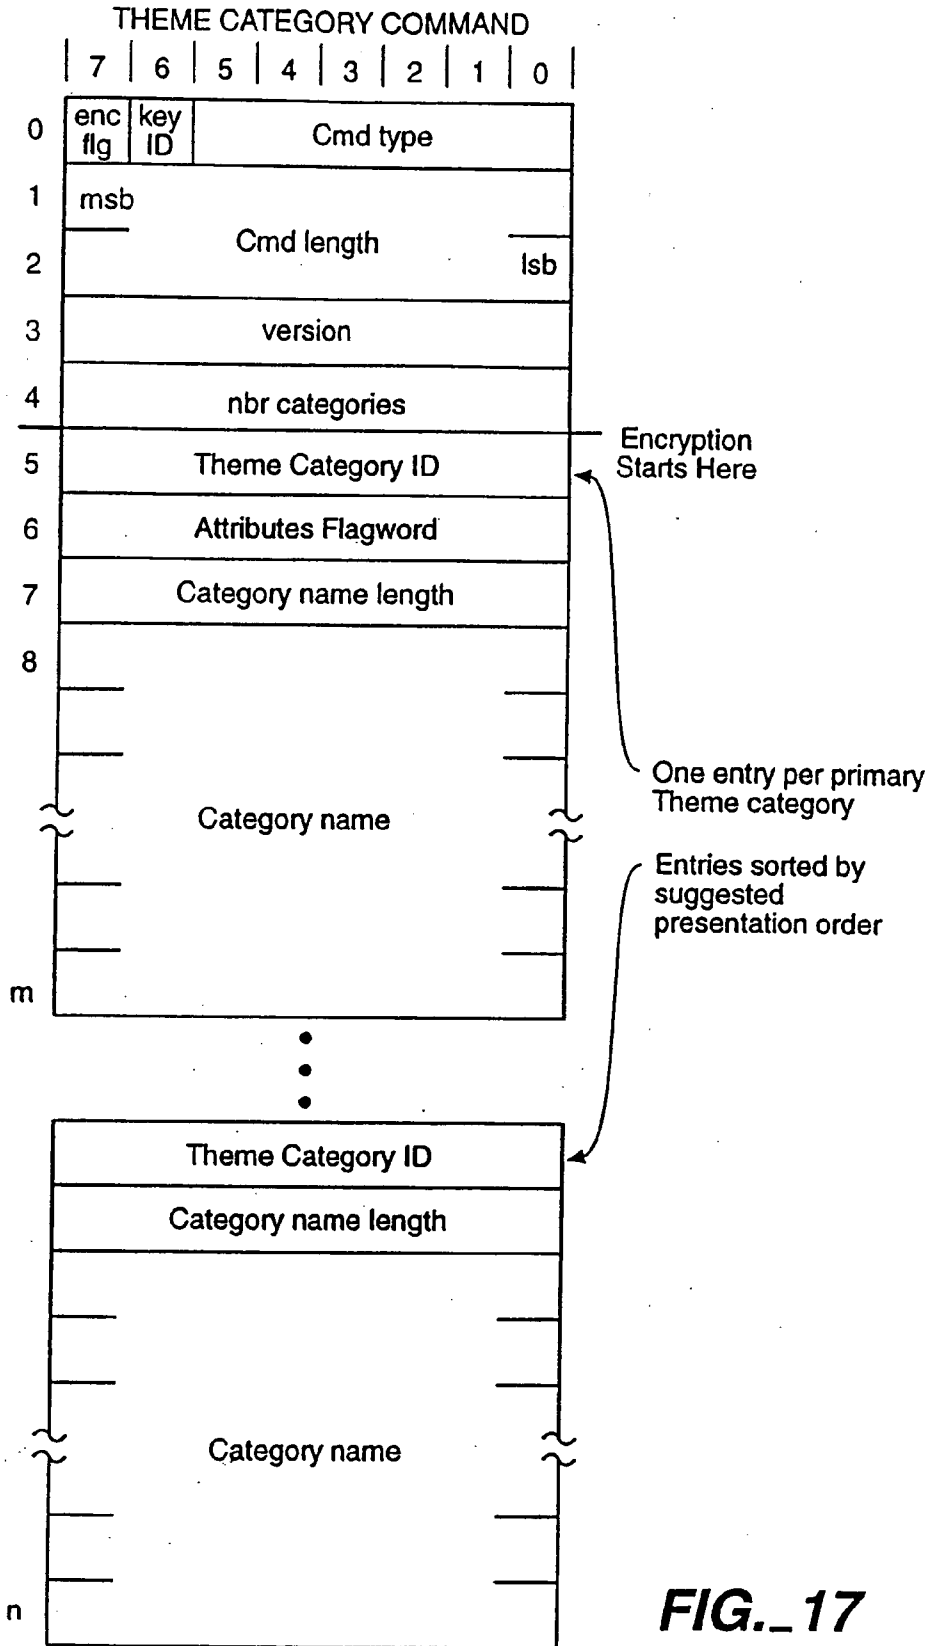 THEME CATEGORY COMMAND
7 6 5 4 3 2 1 0
0 enc flg key ID Cmd type
1 msb
Cmd length
2 lsb
3 version
4 nbr categories
Encryption
Starts Here
5 Theme Category ID
6 Attributes Flagword
7 Category name length
8
One entry per primary
Theme category
Category name
Entries sorted by
suggested
presentation order
m
Theme Category ID
Category name length
Category name
n
FIG._17